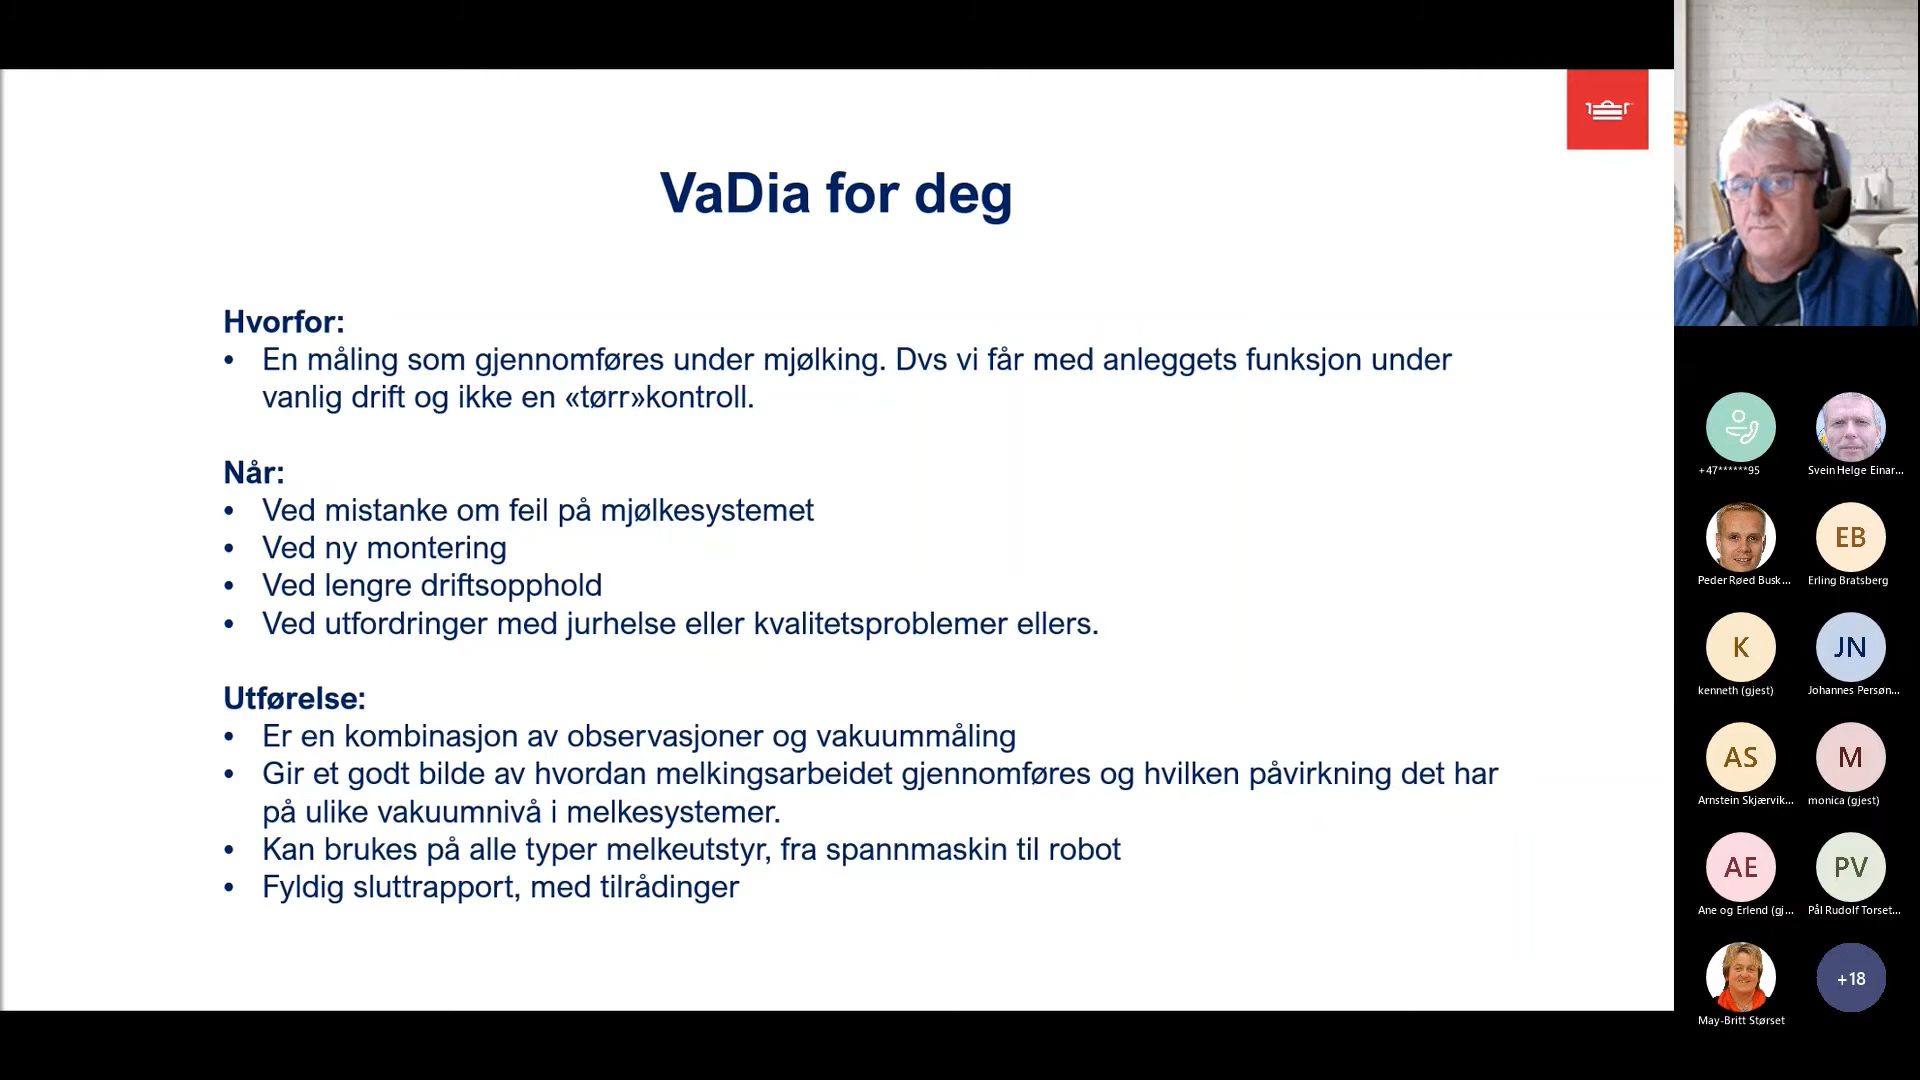 VaDia for deg
Hvorfor:
• En måling som gjennomføres under mjølking. Dvs vi får med anleggets funksjon under
vanlig drift og ikke en «tørr»kontroll.
Når:
• Ved mistanke om feil på mjølkesystemet
• Ved ny montering
• Ved lengre driftsopphold
• Ved utfordringer med jurhelse eller kvalitetsproblemer ellers.
Utførelse:
• Er en kombinasjon av observasjoner og vakuummåling
• Gir et godt bilde av hvordan melkingsarbeidet gjennomføres og hvilken påvirkning det har
på ulike vakuumnivå i melkesystemer.
• Kan brukes på alle typer melkeutstyr, fra spannmaskin til robot
• Fyldig sluttrapport, med tilrådinger
+47******95
Svein Helge Einar...
Peder Røed Busk...
EB
Erling Bratsberg
K
kenneth (gjest)
JN
Johannes Persøn...
AS
Arnstein Skjærvik...
M
monica (gjest)
AE
Ane og Erlend (gj...
PV
Pål Rudolf Torset...
May-Britt Størset
+18